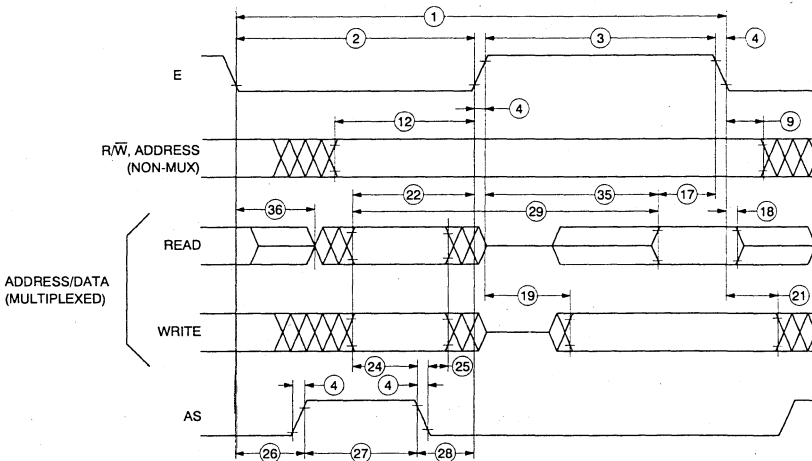 1
2
3
4
E
4
12
9
R/W̅, ADDRESS
(NON-MUX)
22
35
17
36
29
18
READ
ADDRESS/DATA
(MULTIPLEXED)
19
21
WRITE
24
25
4
4
AS
26
27
28